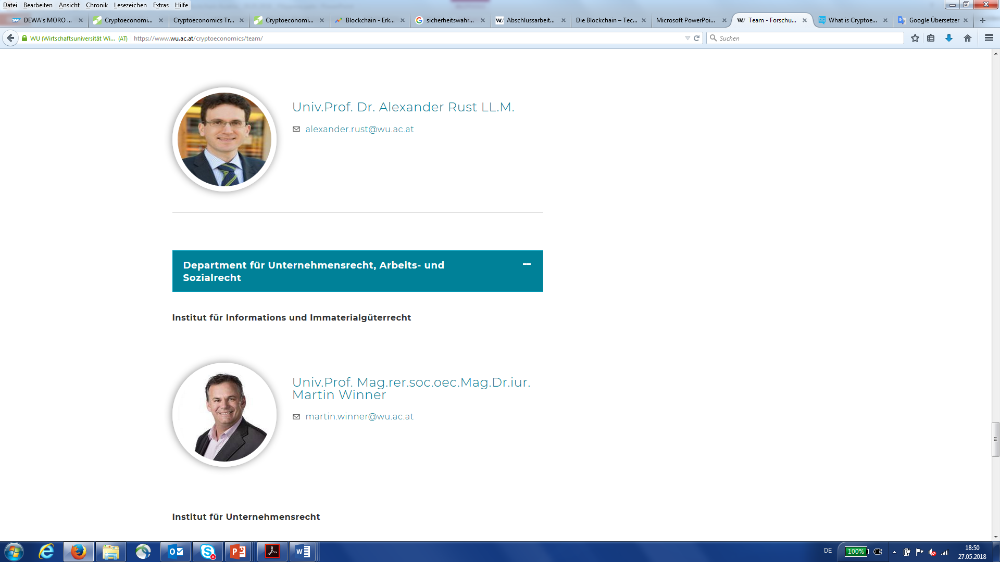 Datei Bearbeiten Ansicht Chronik Lesezeichen Extras Hilfe
SAP DEWA's MORO ... Cryptoeconomi... Cryptoeconomics Tr... Cryptoeconomi... Blockchain - Erk... sicherheitswahr... Abschlussarbeit... Die Blockchain – Tec... Microsoft PowerPoi... Team - Forschu... What is Cryptoe... Google Übersetzer
WU (Wirtschaftsuniversität Wi... (AT) https://www.wu.ac.at/cryptoeconomics/team/ Suchen
Univ.Prof. Dr. Alexander Rust LL.M.
alexander.rust@wu.ac.at
Department für Unternehmensrecht, Arbeits- und
Sozialrecht
Institut für Informations und Immaterialgüterrecht
Univ.Prof. Mag.rer.soc.oec.Mag.Dr.iur.
Martin Winner
martin.winner@wu.ac.at
Institut für Unternehmensrecht
DE 100% 18:50
27.05.2018